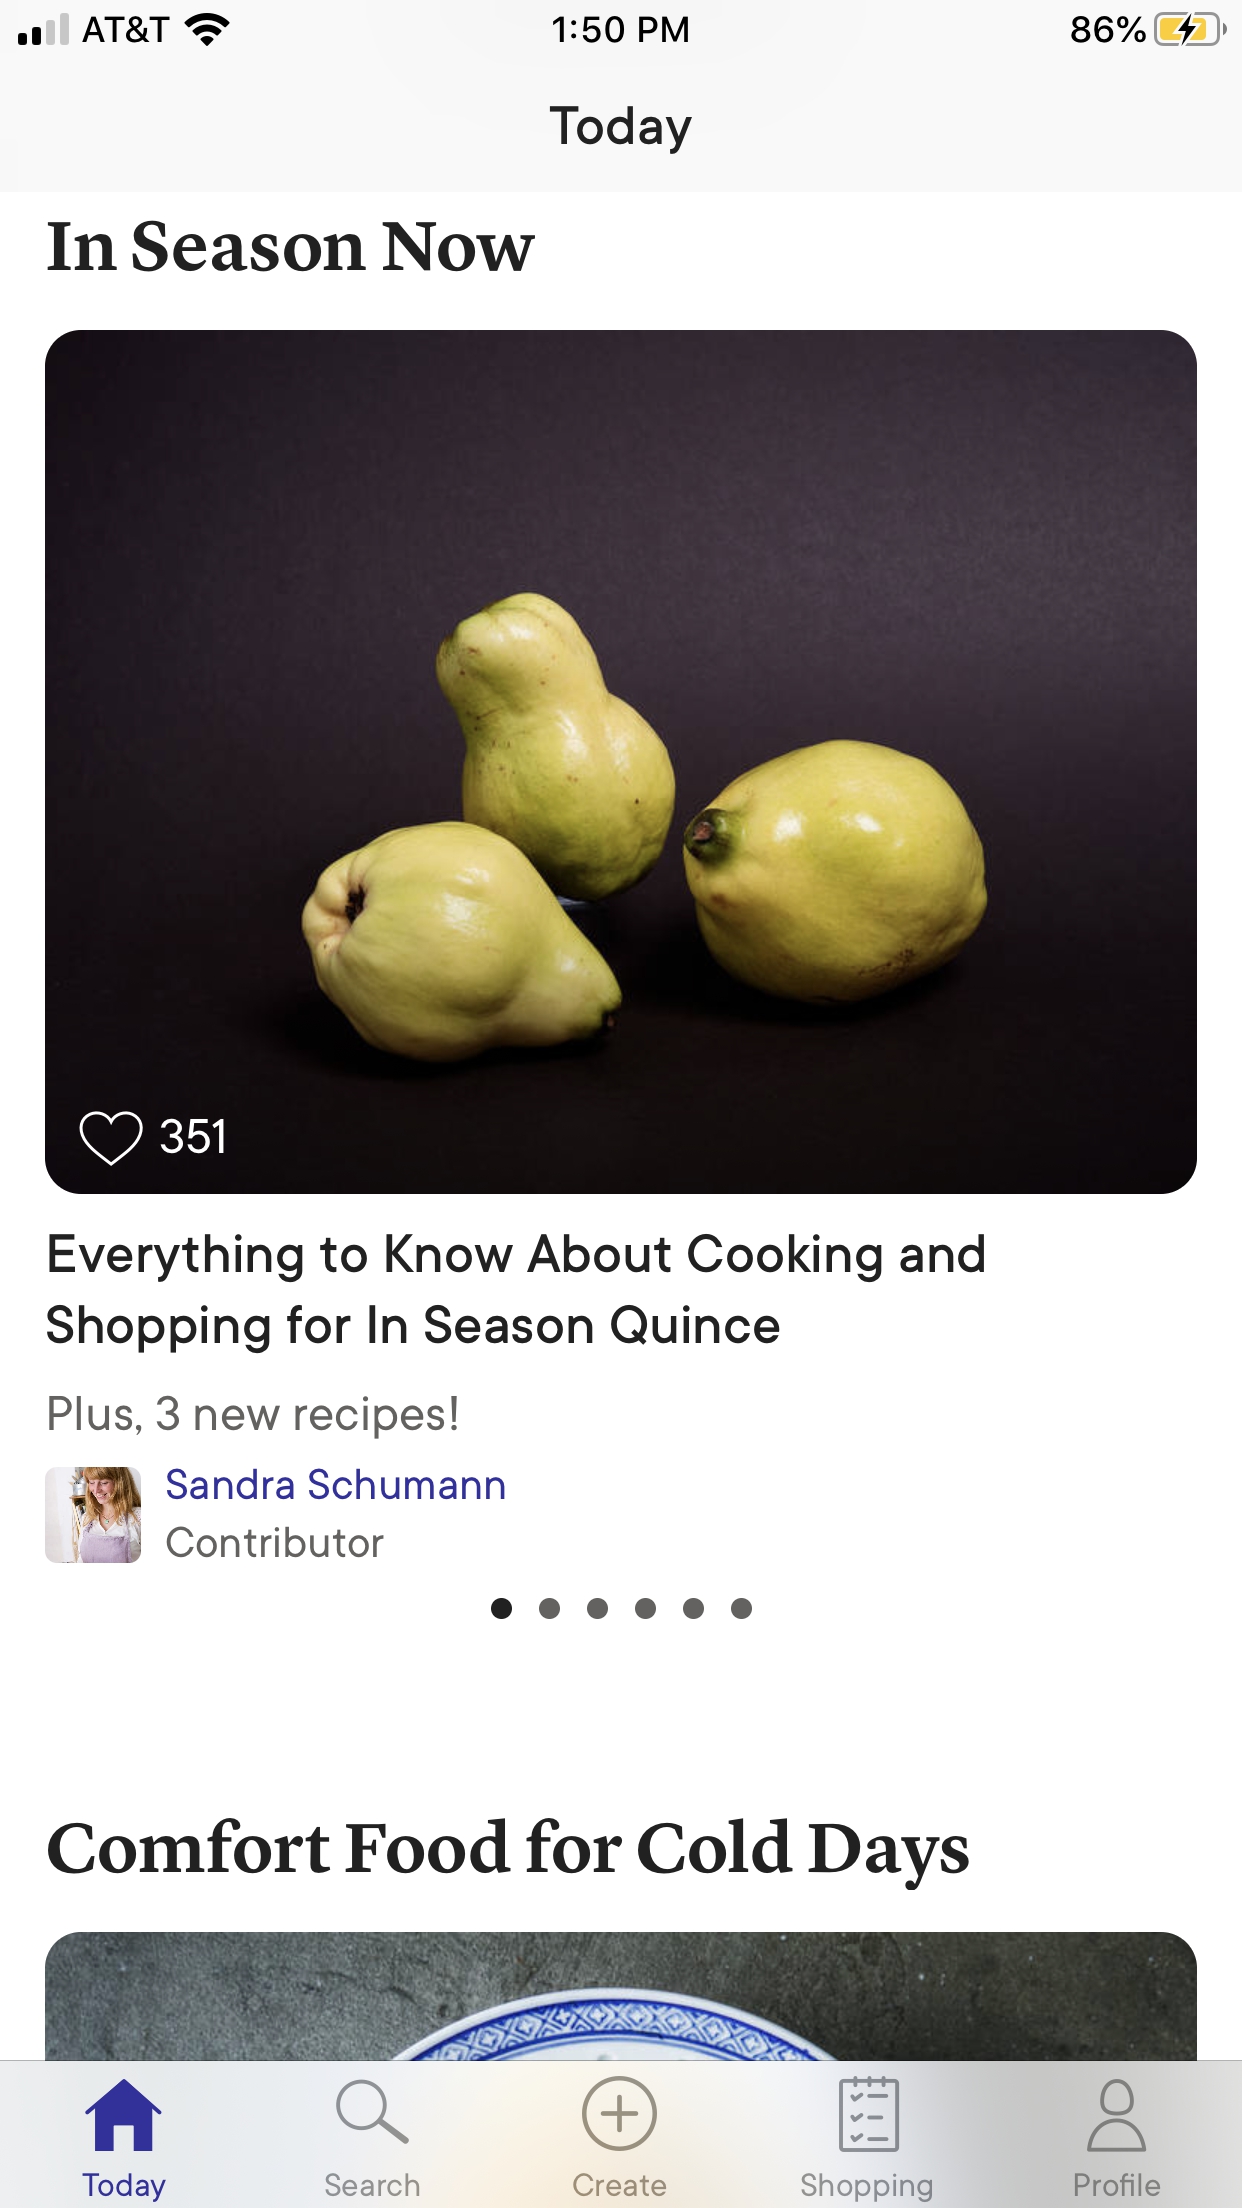 AT&T 1:50 PM 86%
Today
In Season Now
351
Everything to Know About Cooking and
Shopping for In Season Quince
Plus, 3 new recipes!
Sandra Schumann
Contributor
Comfort Food for Cold Days
Today Search Create Shopping Profile